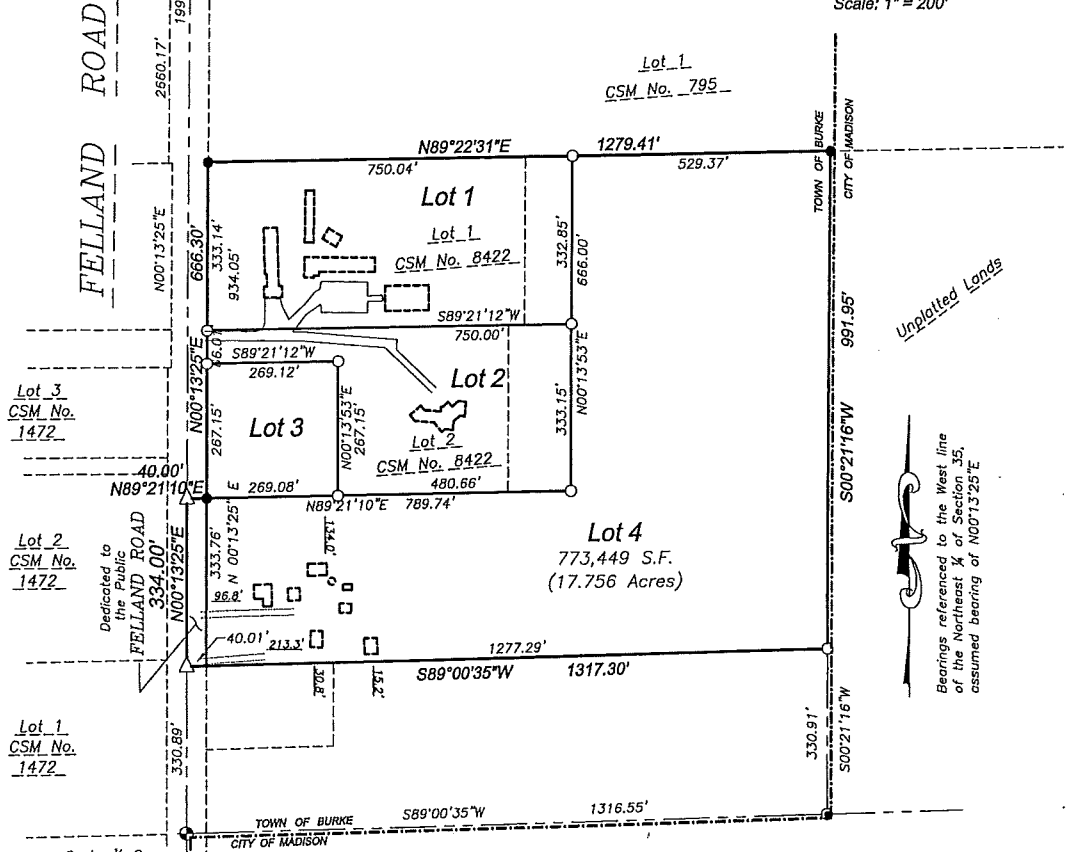 Scale: 1" = 200'
FELLAND ROAD
199
2660.17'
N00°13'25"E
Lot 1
CSM No. 795
N89°22'31"E 1279.41'
750.04' 529.37'
TOWN OF BURKE
CITY OF MADISON
Lot 1
Lot 1
CSM No. 8422
666.30'
333.14'
934.05'
332.85'
666.00'
S89°21'12"W
750.00'
Unplatted Lands
991.95'
S00°21'16"W
N00°13'25"E
S89°21'12"W
269.12'
Lot 2
Lot 2
CSM No. 8422
333.15'
N00°13'53"E
Lot 3
CSM No.
1472
267.15'
Lot 3
N00°13'53"E
267.15'
40.00'
N89°21'10"E
269.08'
480.66'
N89°21'10"E 789.74'
Lot 4
773,449 S.F.
(17.756 Acres)
Bearings referenced to the West line
of the Northeast ¼ of Section 35,
assumed bearing of N00°13'25"E
Lot 2
CSM No.
1472
Dedicated to
the Public
FELLAND ROAD
334.00'
N00°13'25"E
333.76'
N 00°13'25" E
134.0'
96.8'
40.01'
213.3'
30.8'
15.2'
1277.29'
S89°00'35"W 1317.30'
Lot 1
CSM No.
1472
330.89'
330.91'
S00°21'16"W
S89°00'35"W 1316.55'
TOWN OF BURKE
CITY OF MADISON